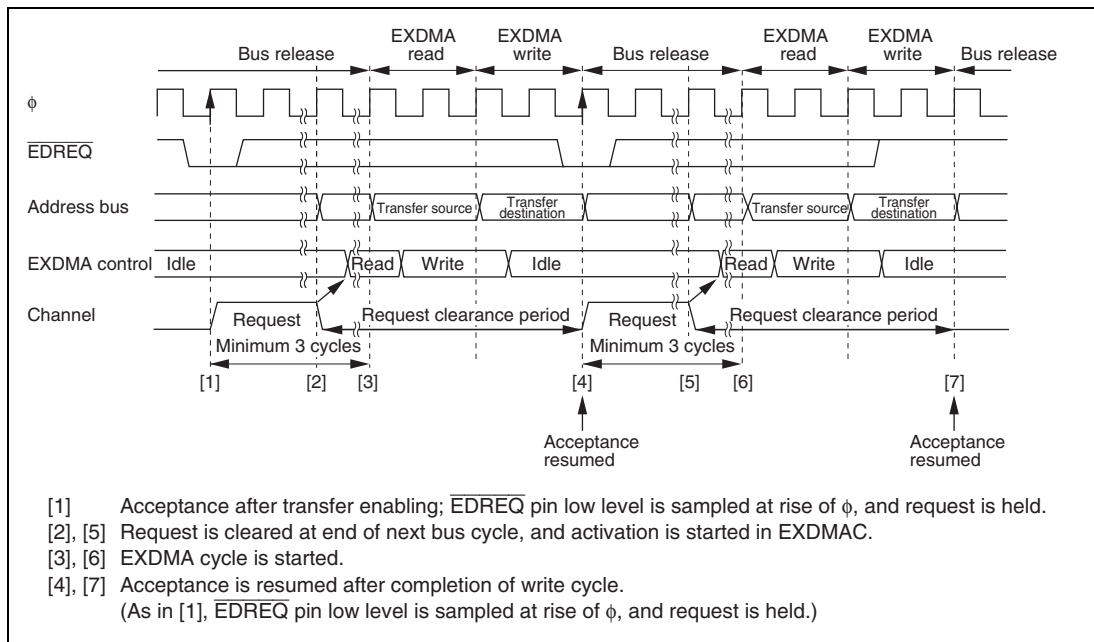 EXDMA EXDMA EXDMA EXDMA
Bus release read write Bus release read write Bus release
φ
EDREQ
Address bus Transfer source Transfer destination Transfer source Transfer destination
EXDMA control Idle Read Write Idle Read Write Idle
Channel Request Request clearance period Request Request clearance period
Minimum 3 cycles Minimum 3 cycles
[1] [2] [3] [4] [5] [6] [7]
Acceptance resumed Acceptance resumed
[1] Acceptance after transfer enabling; EDREQ pin low level is sampled at rise of φ, and request is held.
[2], [5] Request is cleared at end of next bus cycle, and activation is started in EXDMAC.
[3], [6] EXDMA cycle is started.
[4], [7] Acceptance is resumed after completion of write cycle.
(As in [1], EDREQ pin low level is sampled at rise of φ, and request is held.)